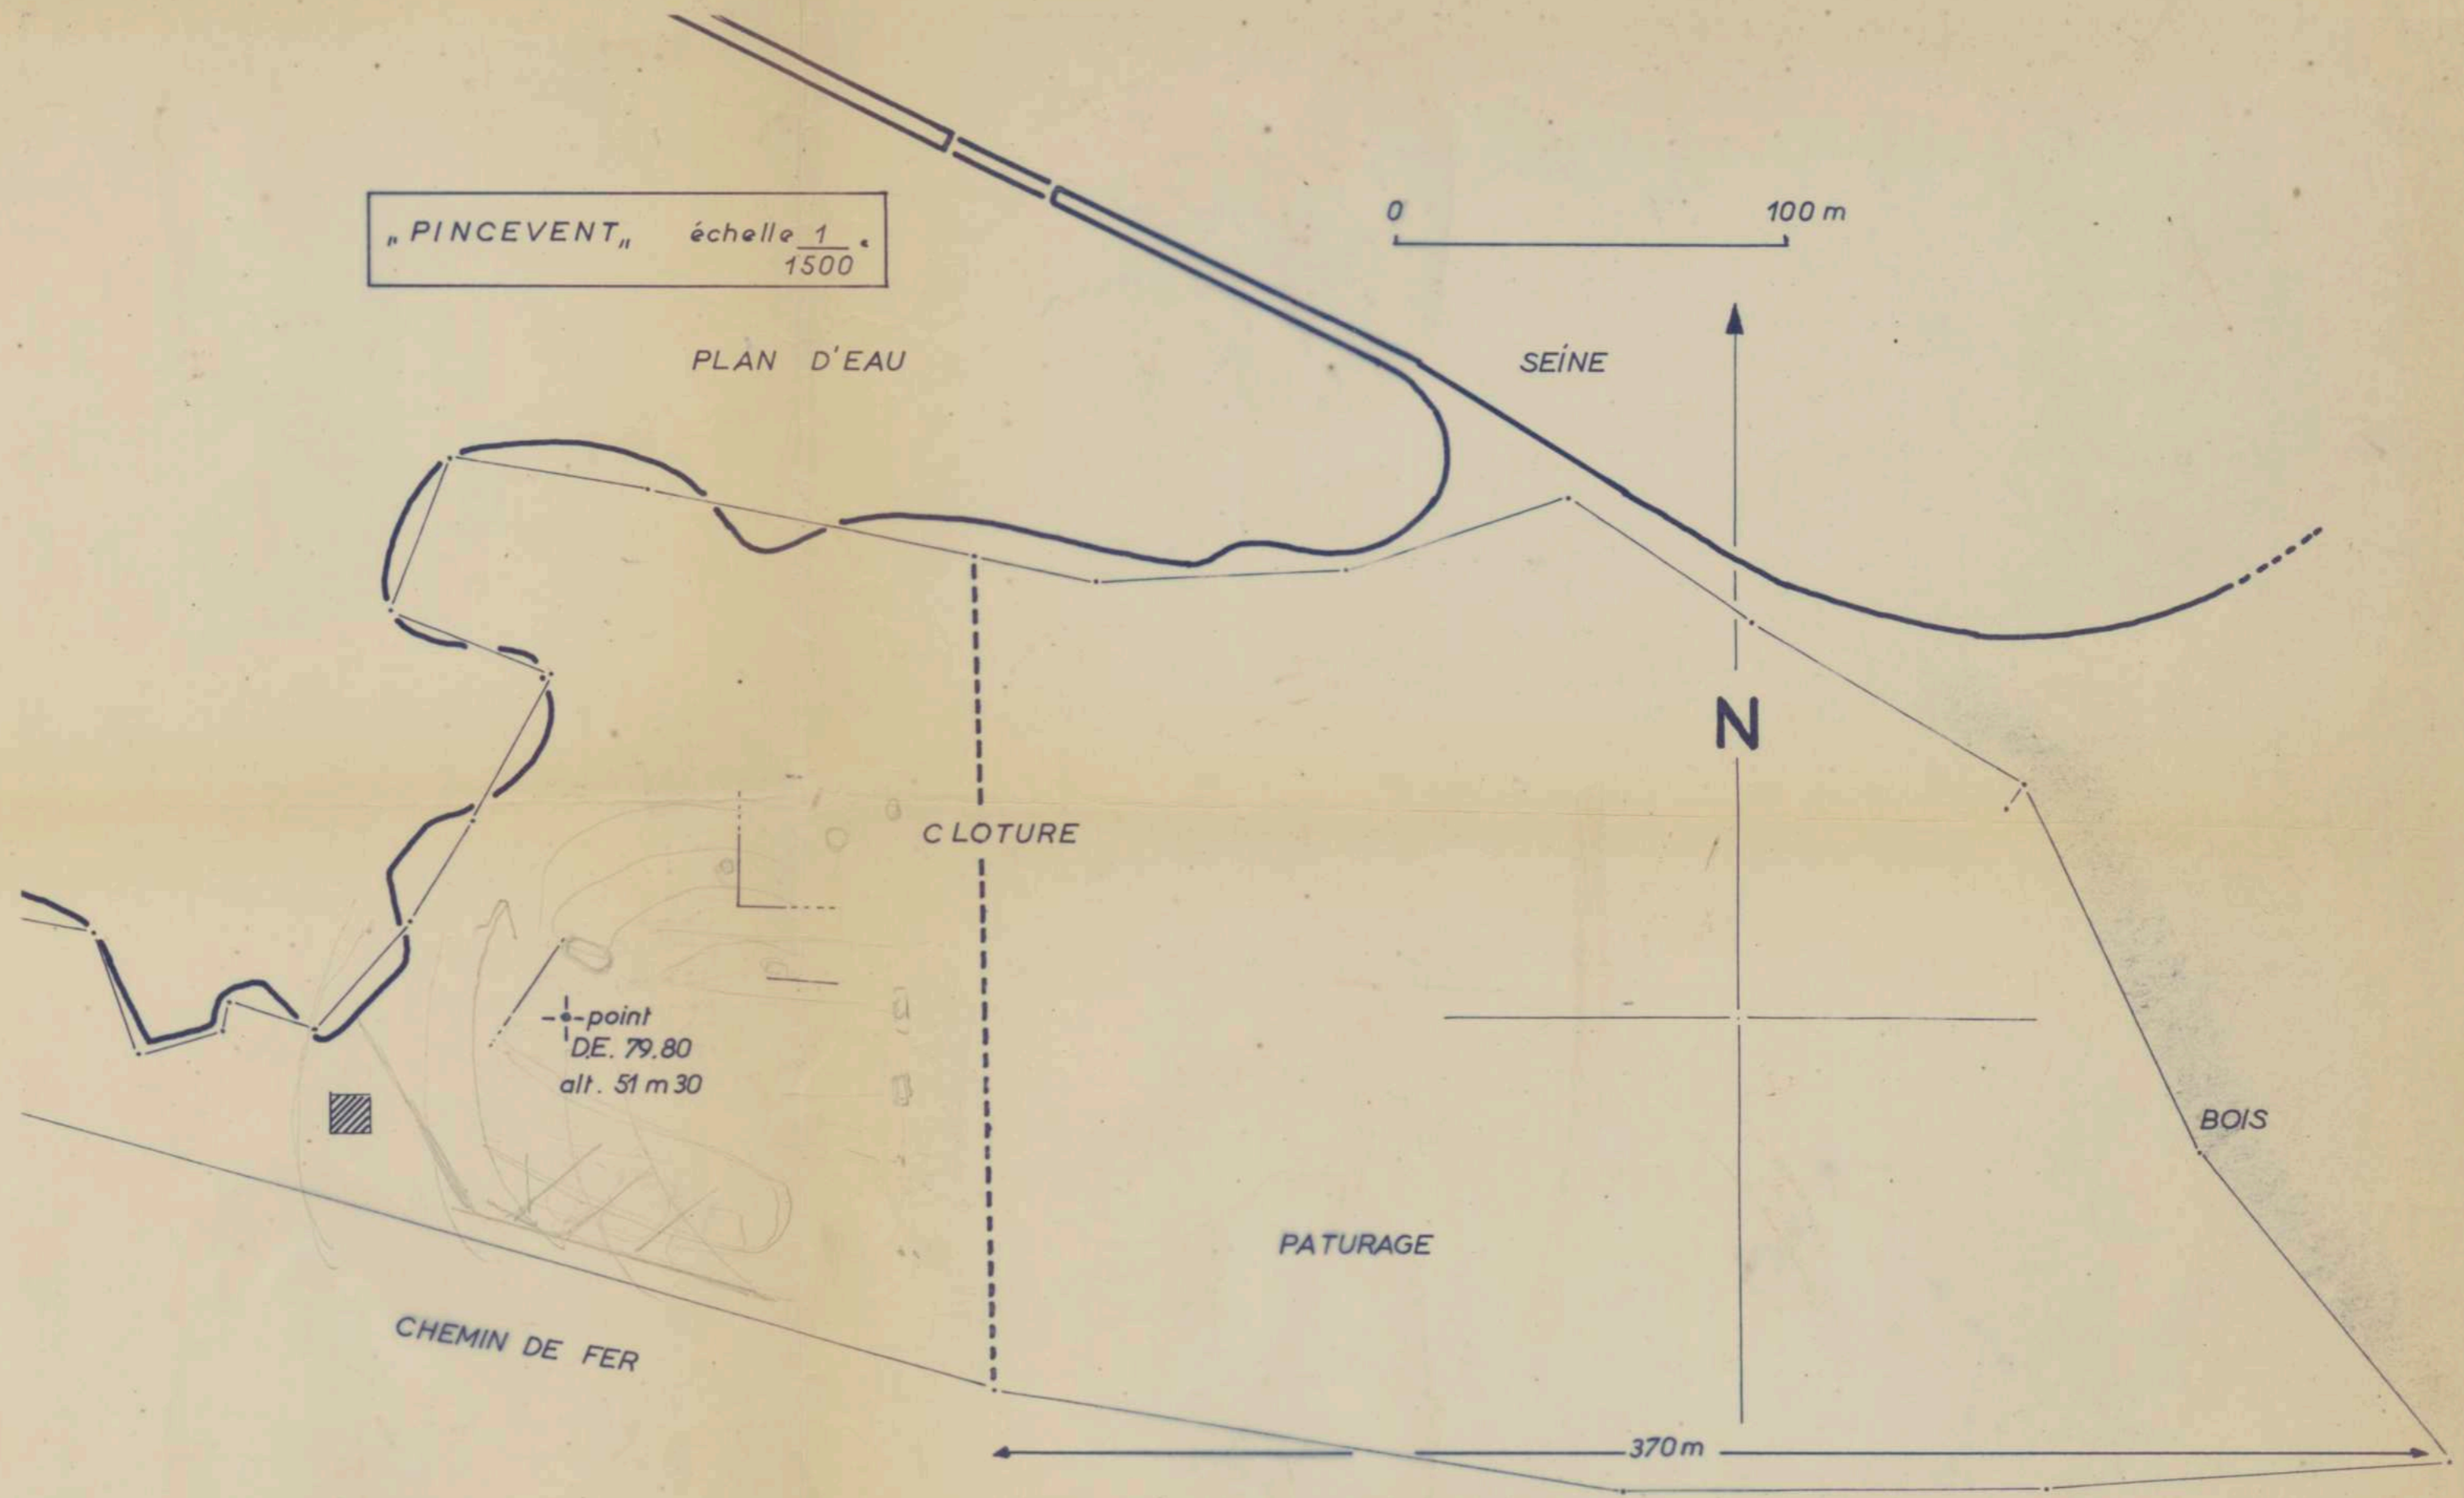 „PINCEVENT„ échelle 1
1500
0 100 m
PLAN D'EAU
SEINE
N
CLOTURE
point
D.E. 79.80
alt. 51 m 30
BOIS
PATURAGE
CHEMIN DE FER
370 m